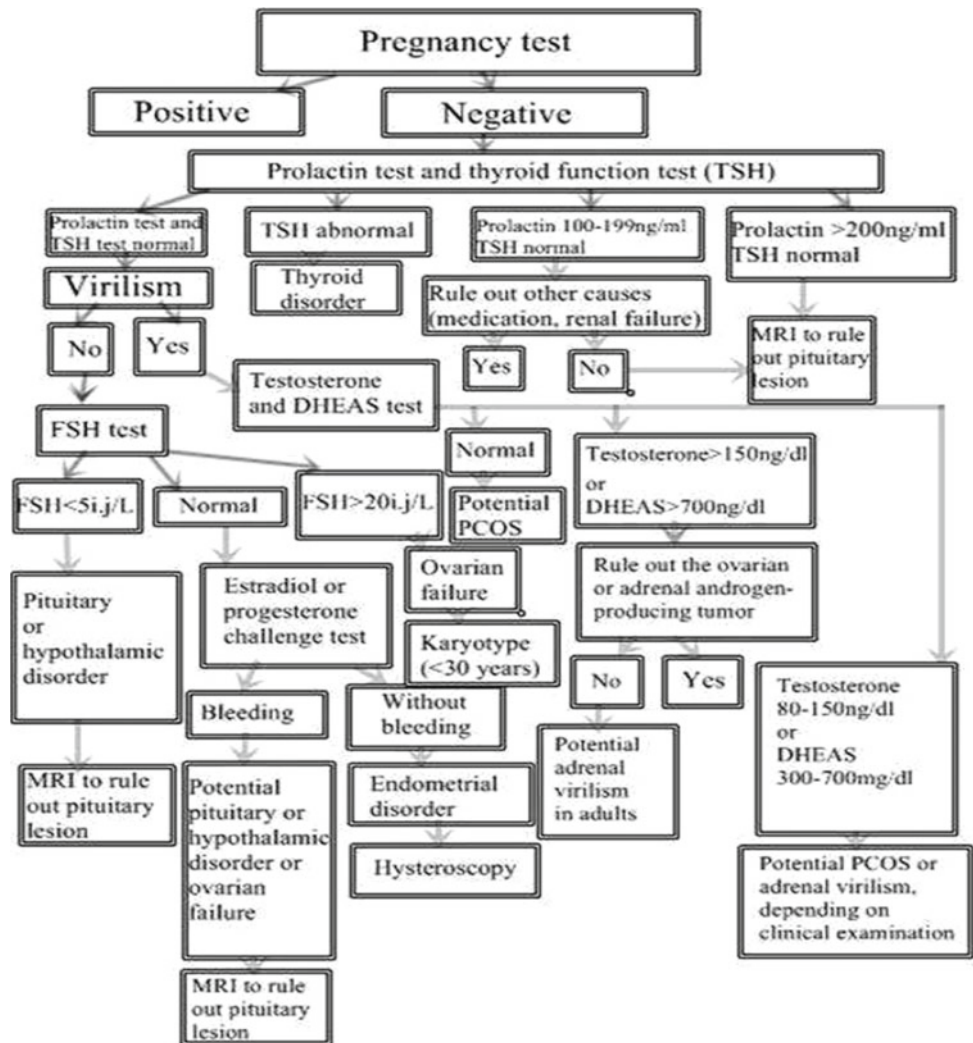 Pregnancy test
Positive
Negative
Prolactin test and thyroid function test (TSH)
Prolactin test and
TSH test normal
TSH abnormal
Prolactin 100-199ng/ml
TSH normal
Prolactin >200ng/ml
TSH normal
Virilism
Thyroid
disorder
Rule out other causes
(medication, renal failure)
MRI to rule
out pituitary
lesion
No
Yes
Yes
No
Testosterone
and DHEAS test
FSH test
Normal
Testosterone>150ng/dl
or
DHEAS>700ng/dl
FSH<5i.j/L
Normal
FSH>20i.j/L
Potential
PCOS
Ovarian
failure
Rule out the ovarian
or adrenal androgen-
producing tumor
Pituitary
or
hypothalamic
disorder
Estradiol or
progesterone
challenge test
Karyotype
(<30 years)
No
Yes
Testosterone
80-150ng/dl
or
DHEAS
300-700mg/dl
Bleeding
Without
bleeding
Potential
adrenal
virilism
in adults
MRI to rule
out pituitary
lesion
Potential
pituitary or
hypothalamic
disorder or
ovarian
failure
Endometrial
disorder
Hysteroscopy
Potential PCOS or
adrenal virilism,
depending on
clinical examination
MRI to rule
out pituitary
lesion